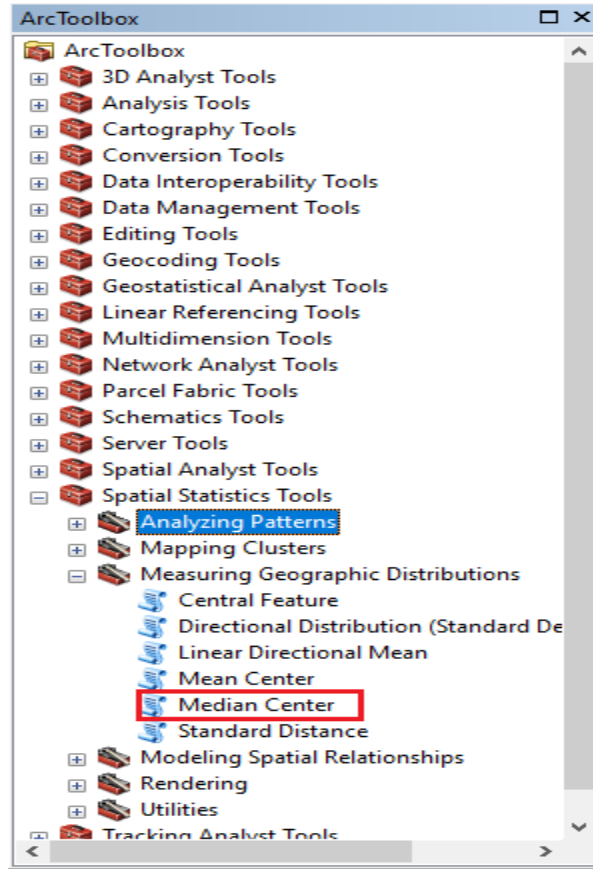 ArcToolbox
ArcToolbox
3D Analyst Tools
Analysis Tools
Cartography Tools
Conversion Tools
Data Interoperability Tools
Data Management Tools
Editing Tools
Geocoding Tools
Geostatistical Analyst Tools
Linear Referencing Tools
Multidimension Tools
Network Analyst Tools
Parcel Fabric Tools
Schematics Tools
Server Tools
Spatial Analyst Tools
Spatial Statistics Tools
Analyzing Patterns
Mapping Clusters
Measuring Geographic Distributions
Central Feature
Directional Distribution (Standard De
Linear Directional Mean
Mean Center
Median Center
Standard Distance
Modeling Spatial Relationships
Rendering
Utilities
Tracking Analyst Tools